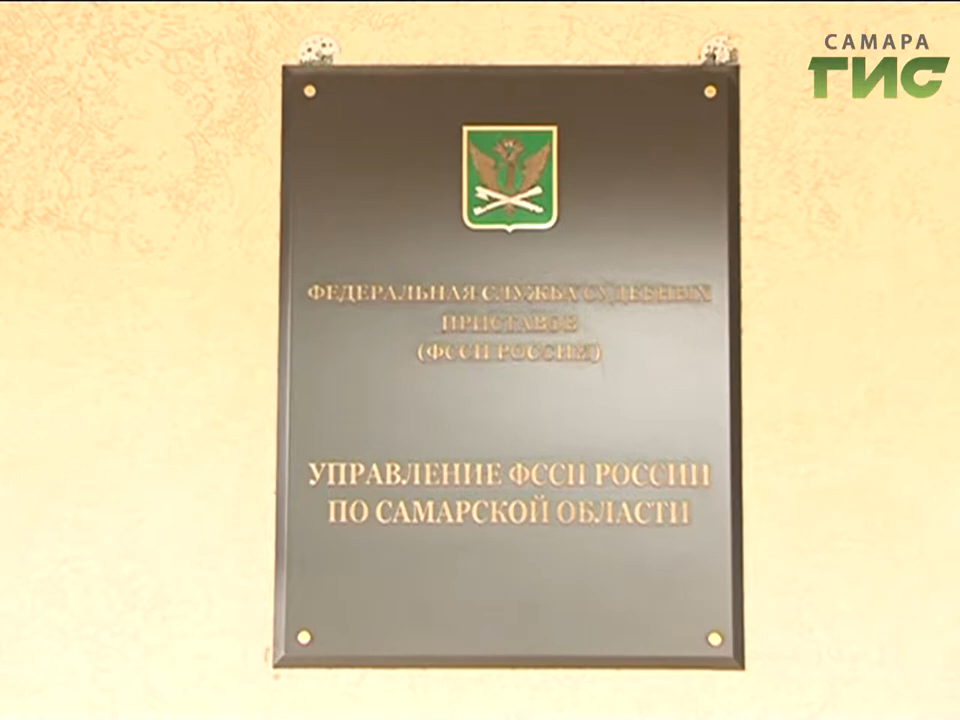 САМАРА
ГИС
ФЕДЕРАЛЬНАЯ СЛУЖБА СУДЕБНЫХ
ПРИСТАВОВ
(ФССП РОССИИ)
УПРАВЛЕНИЕ ФССП РОССИИ
ПО САМАРСКОЙ ОБЛАСТИ